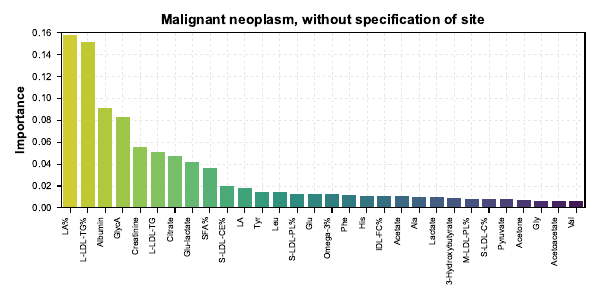 Malignant neoplasm, without specification of site
Importance
0.16
0.14
0.12
0.10
0.08
0.06
0.04
0.02
0.00
LA%
L-LDL-TG%
Albumin
GlycA
Creatinine
L-LDL-TG
Citrate
Glu-lactate
SFA%
S-LDL-CE%
LA
Tyr
Leu
S-LDL-PL%
Glu
Omega-3%
Phe
His
IDL-FC%
Acetate
Ala
Lactate
3-Hydroxybutyrate
M-LDL-PL%
S-LDL-C%
Pyruvate
Acetone
Gly
Acetoacetate
Val